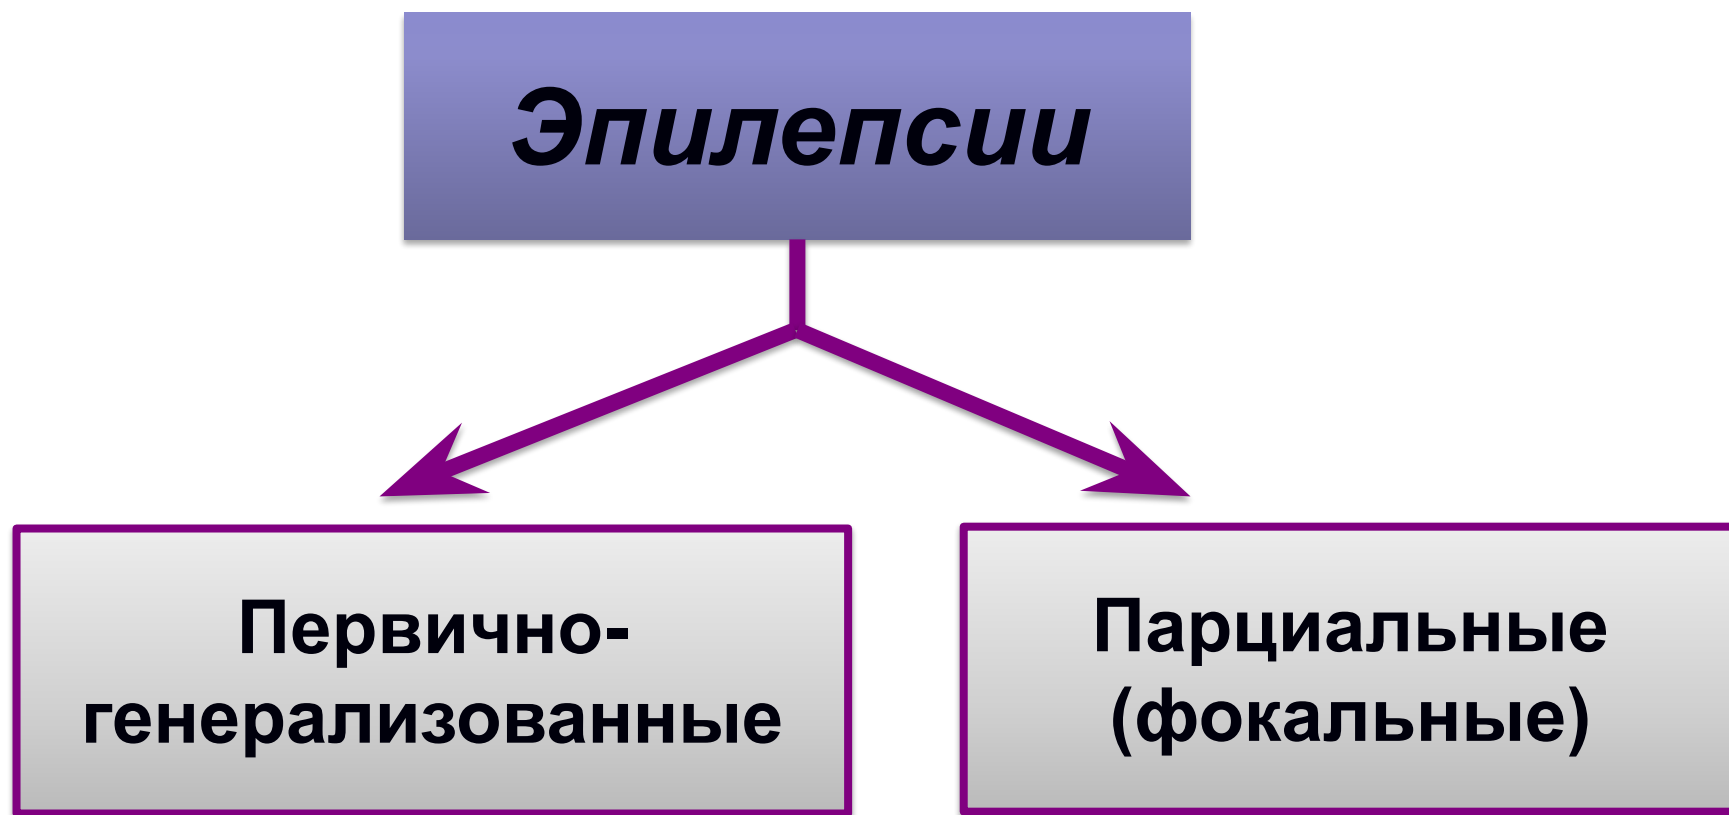 Эпилепсии
Первично-
генерализованные
Парциальные
(фокальные)